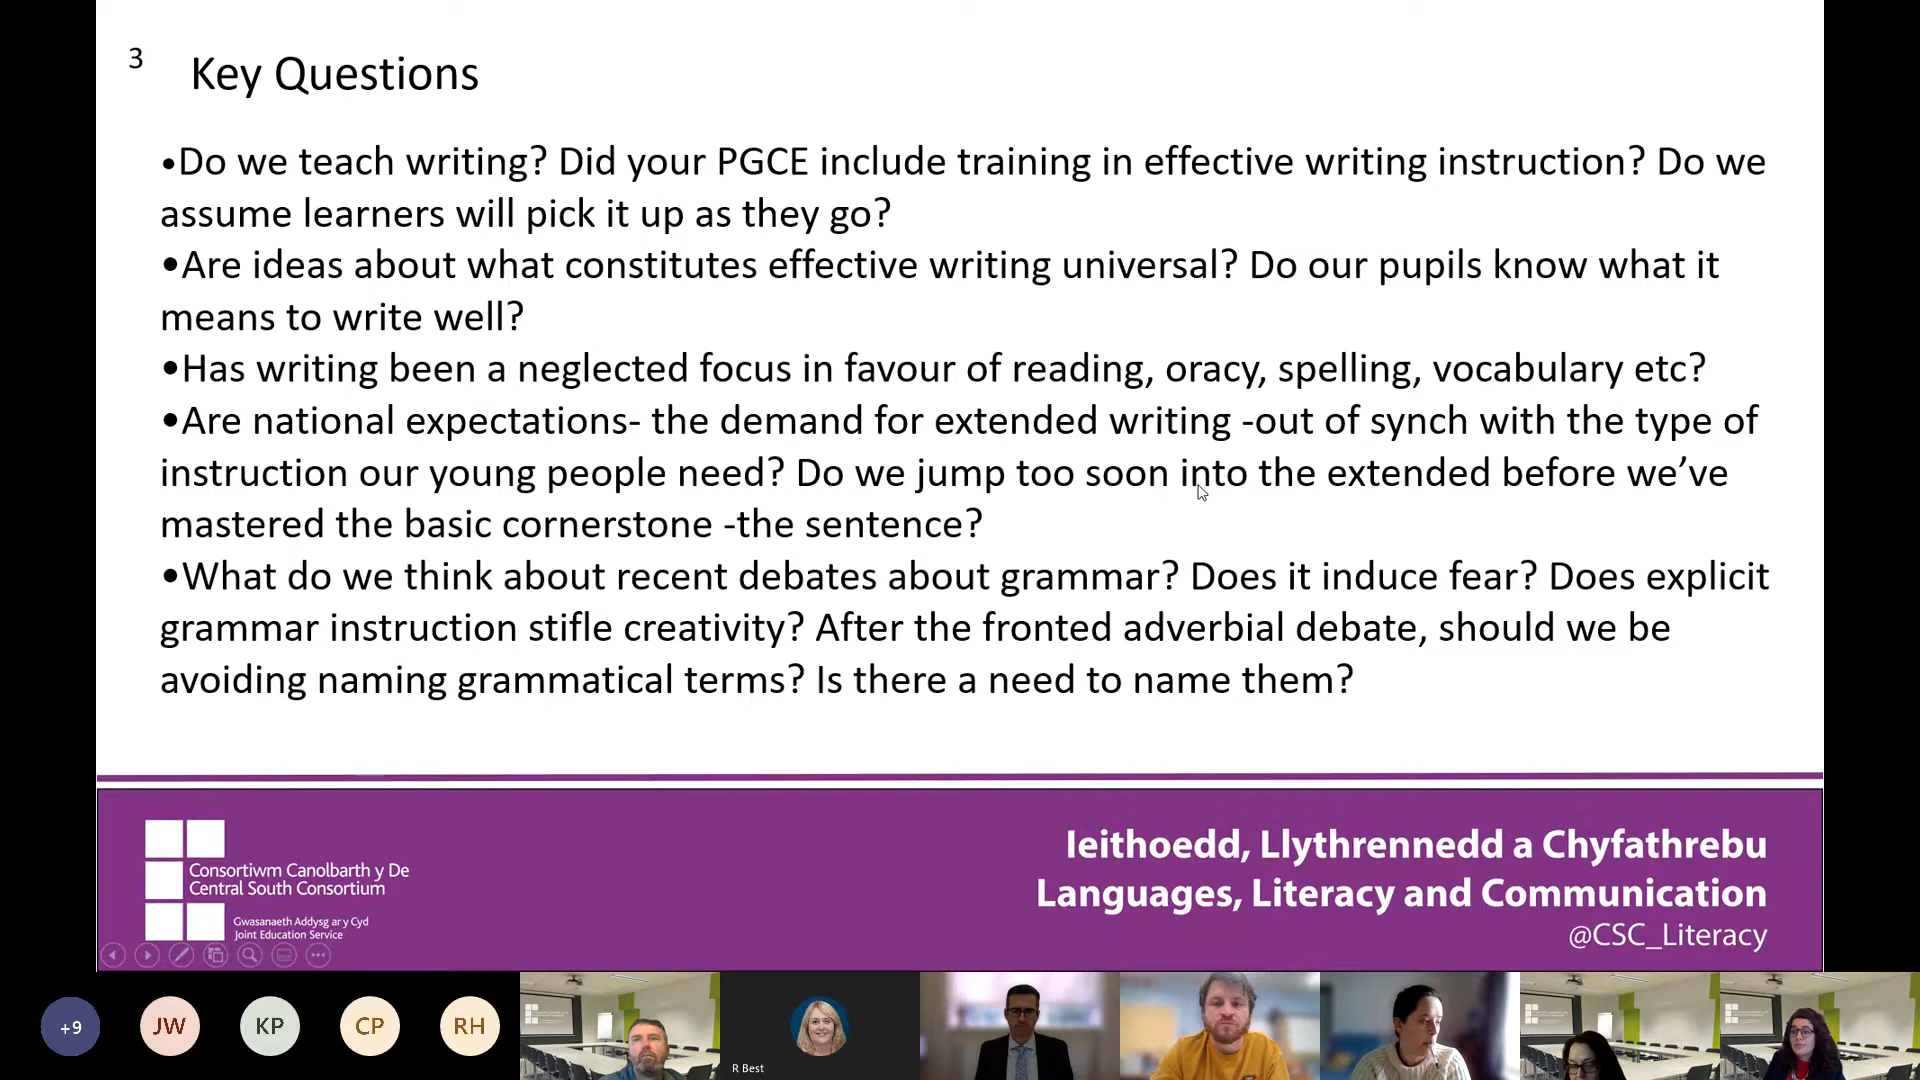 3
Key Questions
•Do we teach writing? Did your PGCE include training in effective writing instruction? Do we
assume learners will pick it up as they go?
•Are ideas about what constitutes effective writing universal? Do our pupils know what it
means to write well?
•Has writing been a neglected focus in favour of reading, oracy, spelling, vocabulary etc?
•Are national expectations- the demand for extended writing -out of synch with the type of
instruction our young people need? Do we jump too soon into the extended before we’ve
mastered the basic cornerstone -the sentence?
•What do we think about recent debates about grammar? Does it induce fear? Does explicit
grammar instruction stifle creativity? After the fronted adverbial debate, should we be
avoiding naming grammatical terms? Is there a need to name them?
Consortiwm Canolbarth y De
Central South Consortium
Gwasanaeth Addysg ar y Cyd
Joint Education Service
Ieithoedd, Llythrennedd a Chyfathrebu
Languages, Literacy and Communication
@CSC_Literacy
+9
JW
KP
CP
RH
R Best